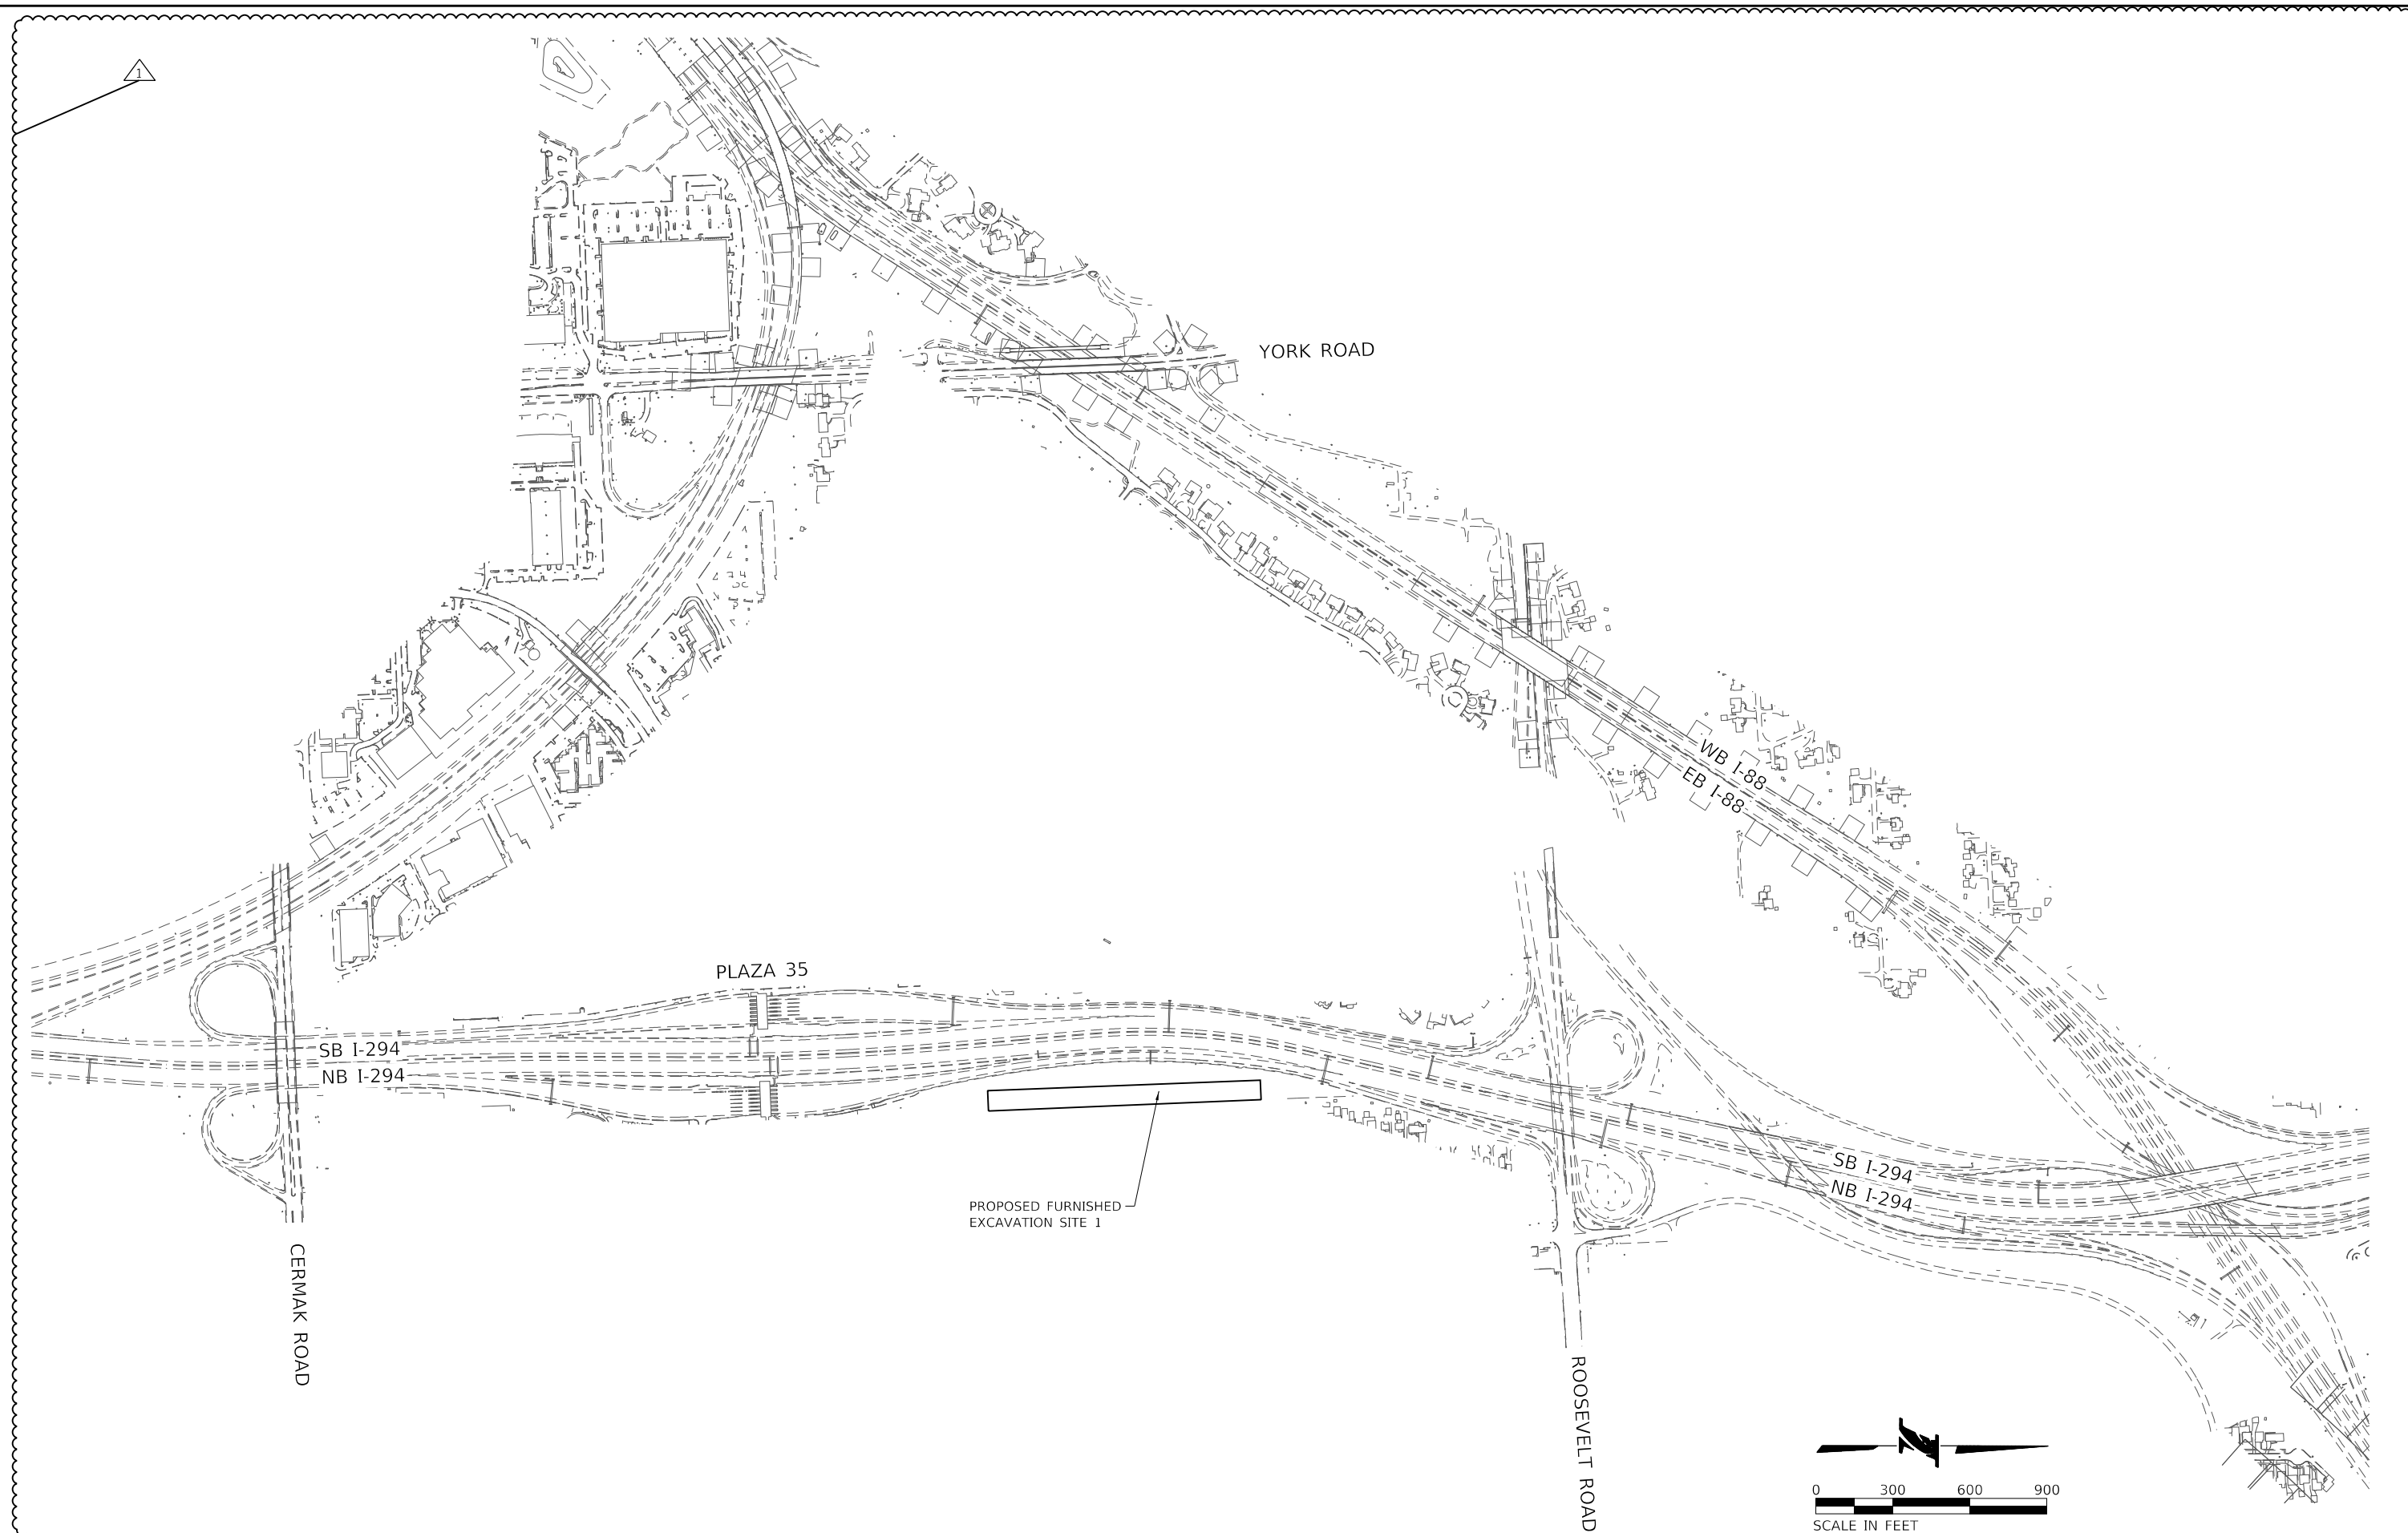 1
YORK ROAD
WB I-88
EB I-88
PLAZA 35
SB I-294
NB I-294
SB I-294
NB I-294
PROPOSED FURNISHED
EXCAVATION SITE 1
CERMAK ROAD
ROOSEVELT ROAD
N
0 300 600 900
SCALE IN FEET